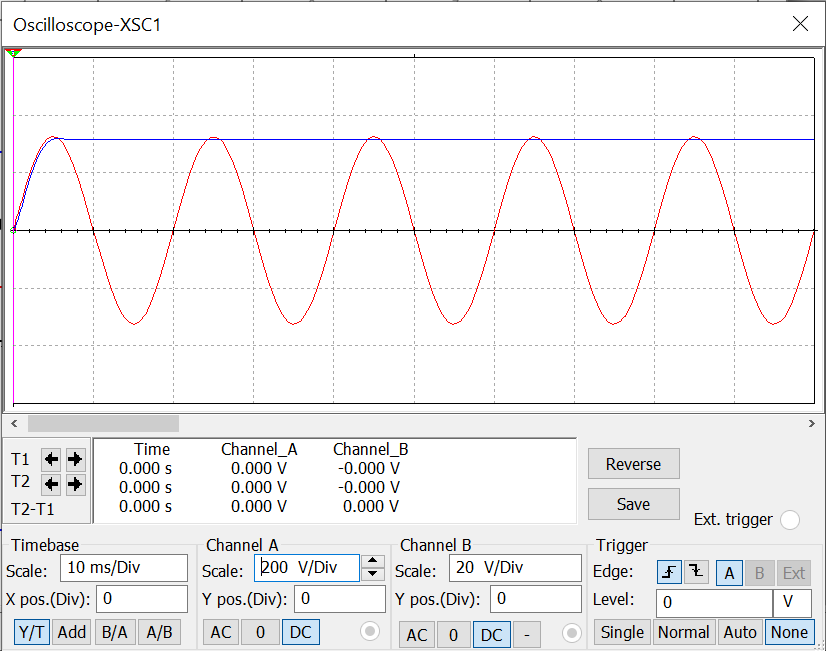 Oscilloscope-XSC1
Time Channel_A Channel_B
T1 0.000 s 0.000 V -0.000 V
T2 0.000 s 0.000 V -0.000 V
T2-T1 0.000 s 0.000 V 0.000 V
Reverse
Save
Ext. trigger
Timebase
Scale: 10 ms/Div
X pos.(Div): 0
Y/T Add B/A A/B
Channel A
Scale: 200 V/Div
Y pos.(Div): 0
AC 0 DC
Channel B
Scale: 20 V/Div
Y pos.(Div): 0
AC 0 DC -
Trigger
Edge: A B Ext
Level: 0 V
Single Normal Auto None